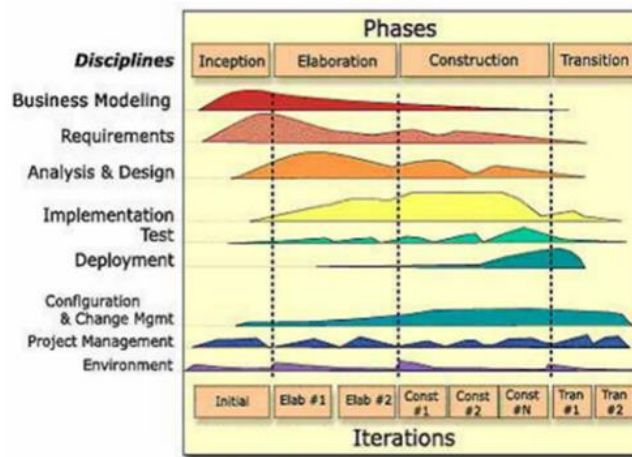 Phases
Disciplines
Inception
Elaboration
Construction
Transition
Business Modeling
Requirements
Analysis & Design
Implementation
Test
Deployment
Configuration
& Change Mgmt
Project Management
Environment
Initial
Elab #1
Elab #2
Const
#1
Const
#2
Const
#N
Tran
#1
Tran
#2
Iterations